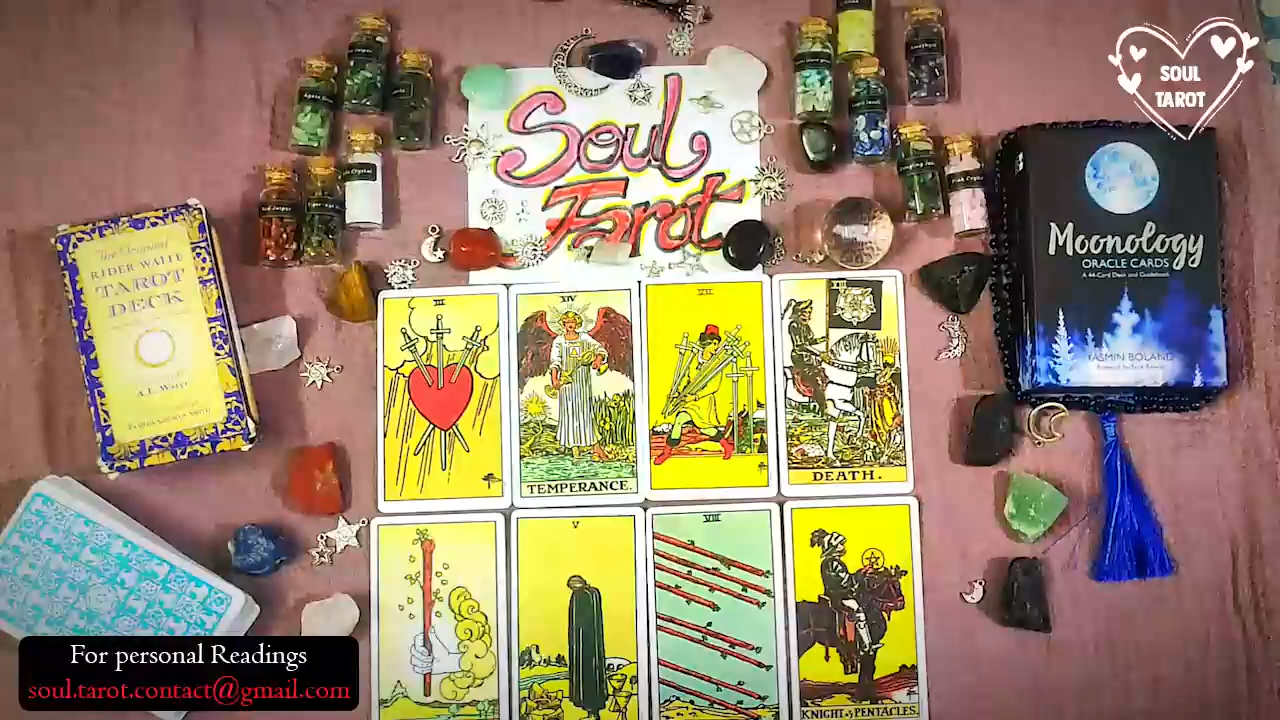 SOUL
TAROT
Soul
Tarot
Moonology
ORACLE CARDS
A 44-Card Deck and Guidebook
YASMIN BOLAND
The Original
RIDER WAITE
TAROT
DECK
A.E. Waite
III
XIV
TEMPERANCE.
VII
XIII
DEATH.
V
VIII
KNIGHT of PENTACLES.
For personal Readings
soul.tarot.contact@gmail.com